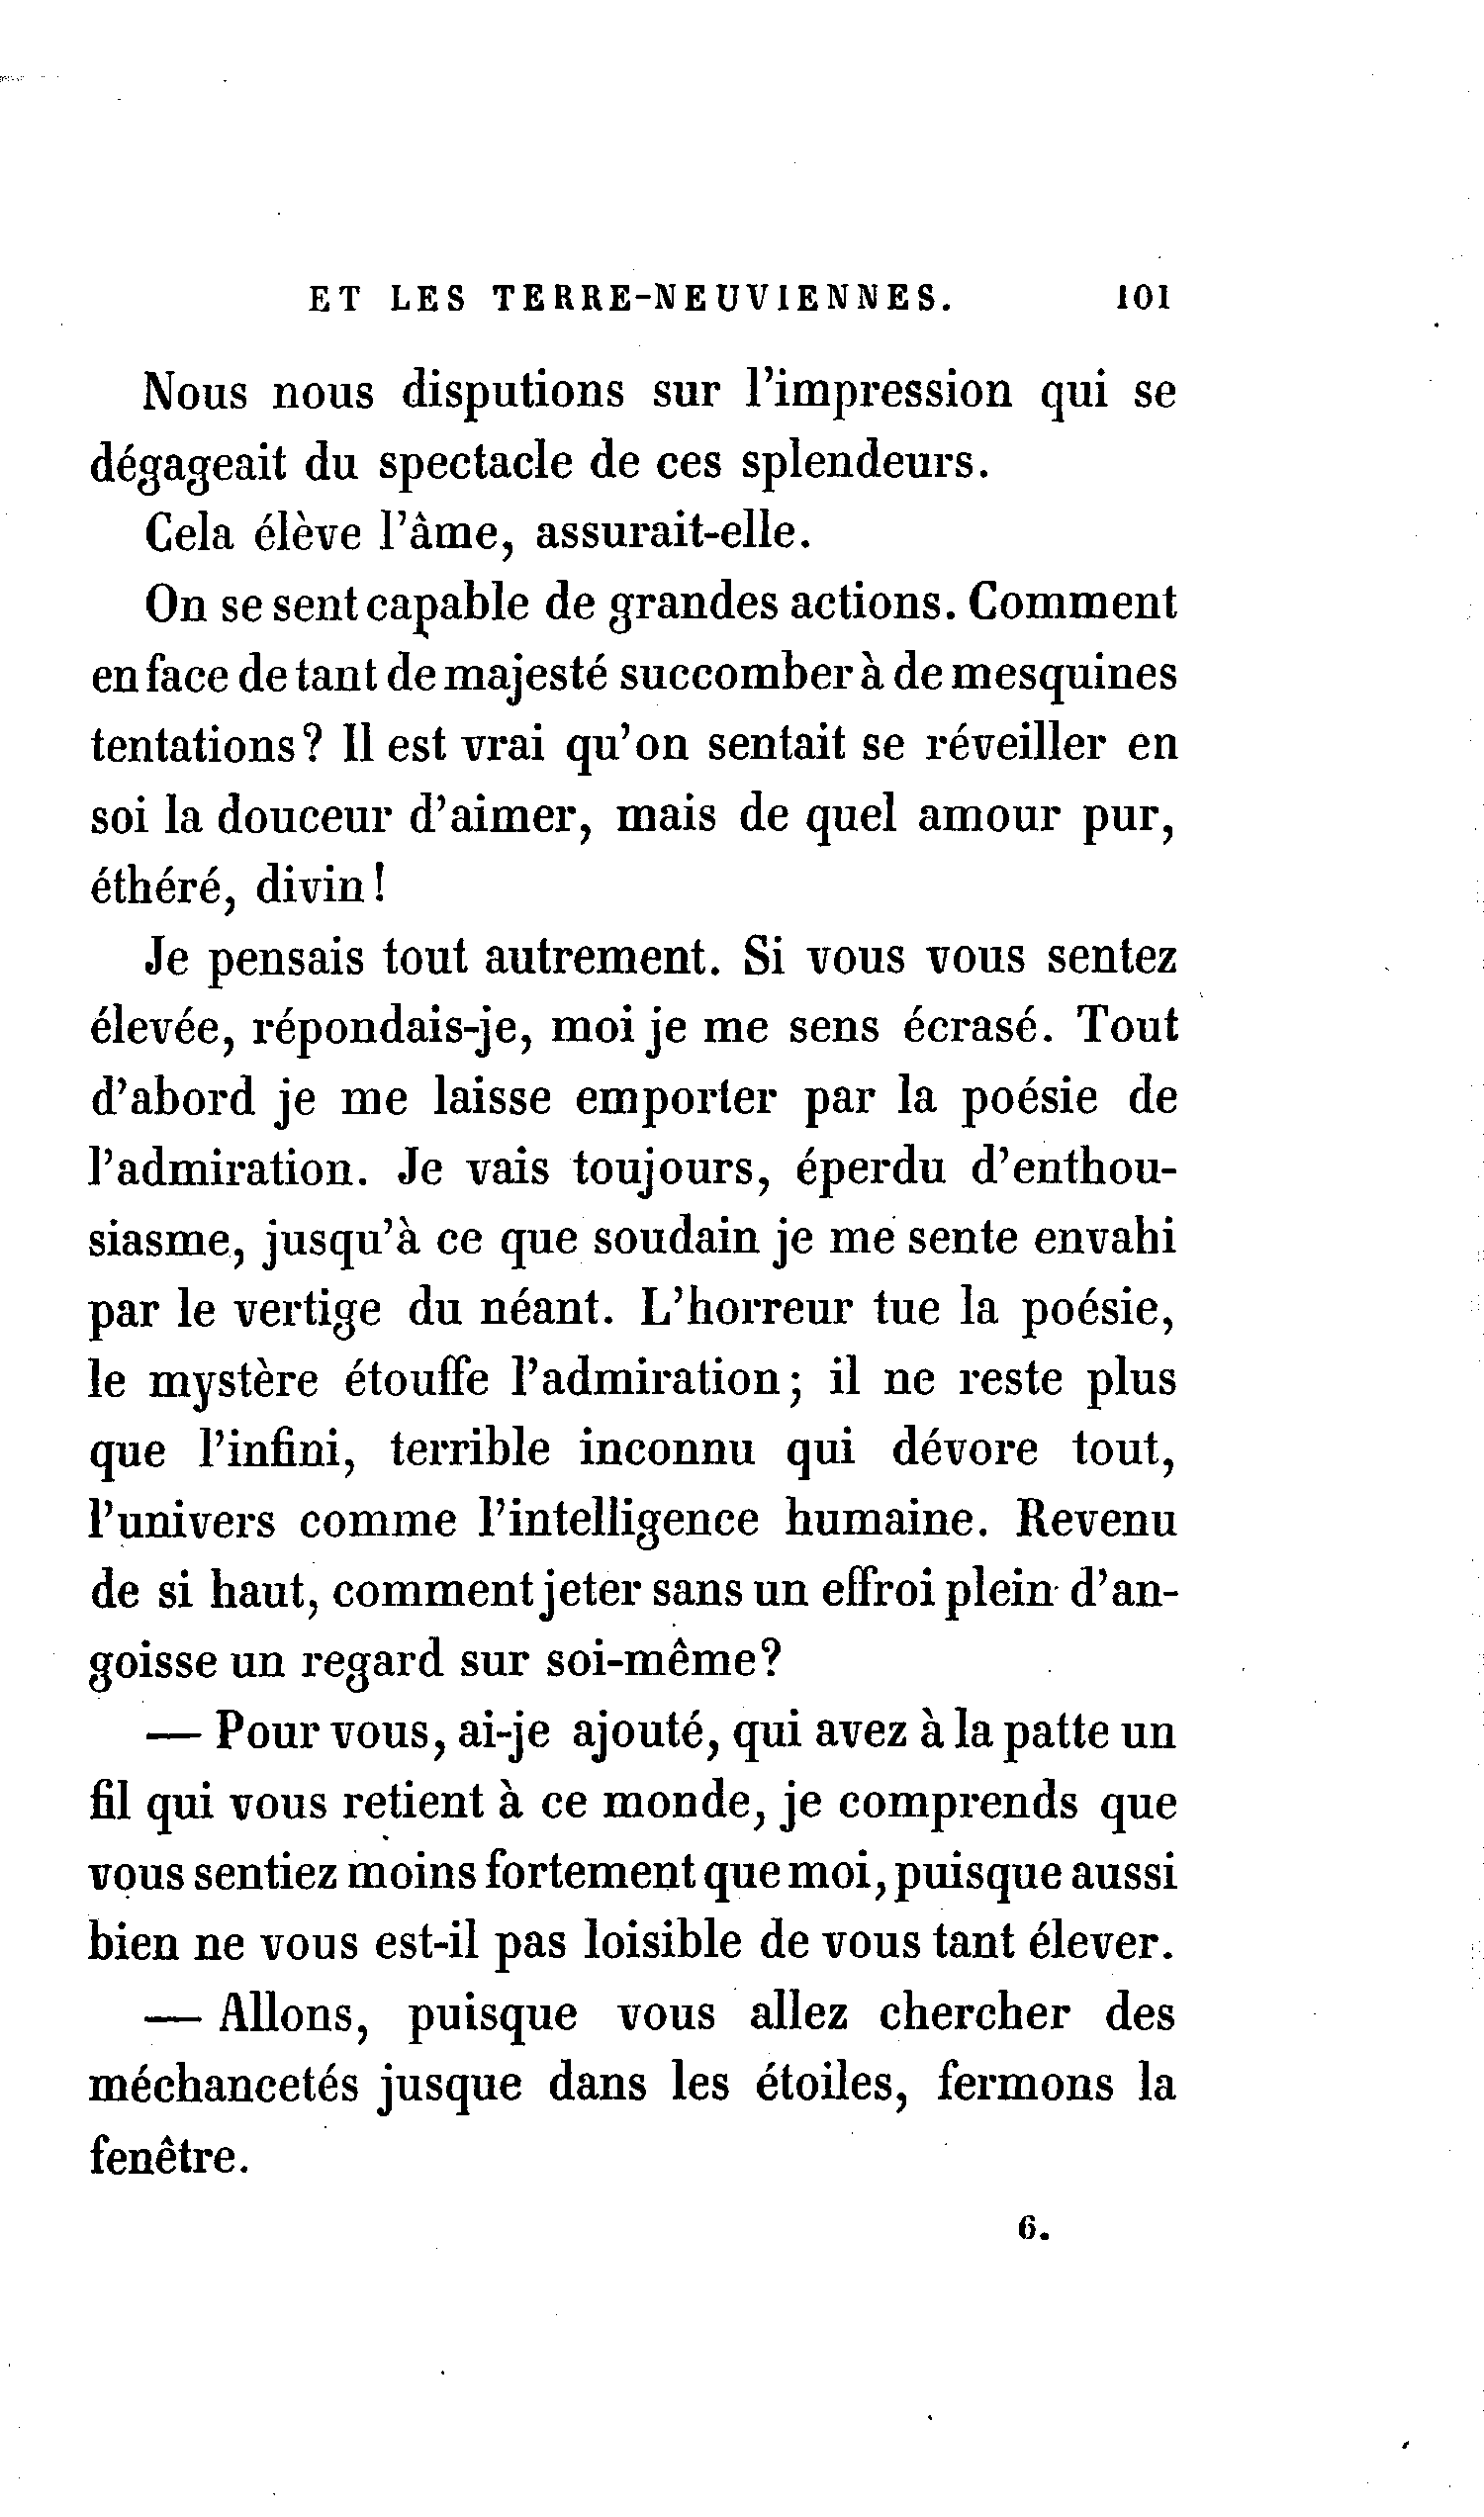 ET LES TERRE-NEUVIENNES. 101
Nous nous disputions sur l'impression qui se
dégageait du spectacle de ces splendeurs.
Cela élève l'âme, assurait-elle.
On se sent capable de grandes actions. Comment
en face de tant de majesté succomber à de mesquines
tentations? Il est vrai qu'on sentait se réveiller en
soi la douceur d'aimer, mais de quel amour pur,
éthéré, divin!
Je pensais tout autrement. Si vous vous sentez
élevée, répondais-je, moi je me sens écrasé. Tout
d'abord je me laisse emporter par la poésie de
l'admiration. Je vais toujours, éperdu d'enthou-
siasme, jusqu'à ce que soudain je me sente envahi
par le vertige du néant. L'horreur tue la poésie,
le mystère étouffe l'admiration; il ne reste plus
que l'infini, terrible inconnu qui dévore tout,
l'univers comme l'intelligence humaine. Revenu
de si haut, comment jeter sans un effroi plein d'an-
goisse un regard sur soi-même?
— Pour vous, ai-je ajouté, qui avez à la patte un
fil qui vous retient à ce monde, je comprends que
vous sentiez moins fortement que moi, puisque aussi
bien ne vous est-il pas loisible de vous tant élever.
— Allons, puisque vous allez chercher des
méchancetés jusque dans les étoiles, fermons la
fenêtre.
6.